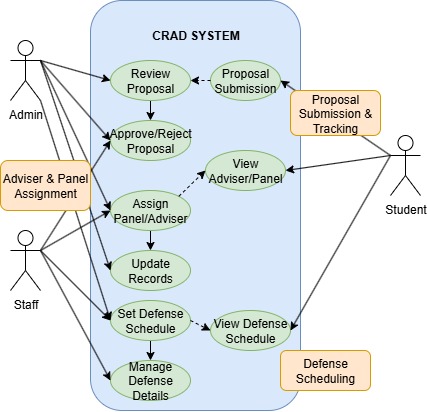 CRAD SYSTEM
Review
Proposal
Proposal
Submission
Proposal
Submission &
Tracking
Admin
Approve/Reject
Proposal
View
Adviser/Panel
Adviser & Panel
Assignment
Assign
Panel/Adviser
Student
Update
Records
Staff
Set Defense
Schedule
View Defense
Schedule
Manage
Defense
Details
Defense
Scheduling